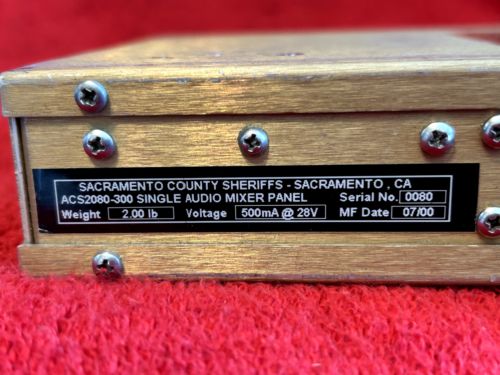 SACRAMENTO COUNTY SHERIFFS - SACRAMENTO , CA
ACS2080-300 SINGLE AUDIO MIXER PANEL Serial No. 0080
Weight 2.00 lb Voltage 500mA @ 28V MF Date 07/00